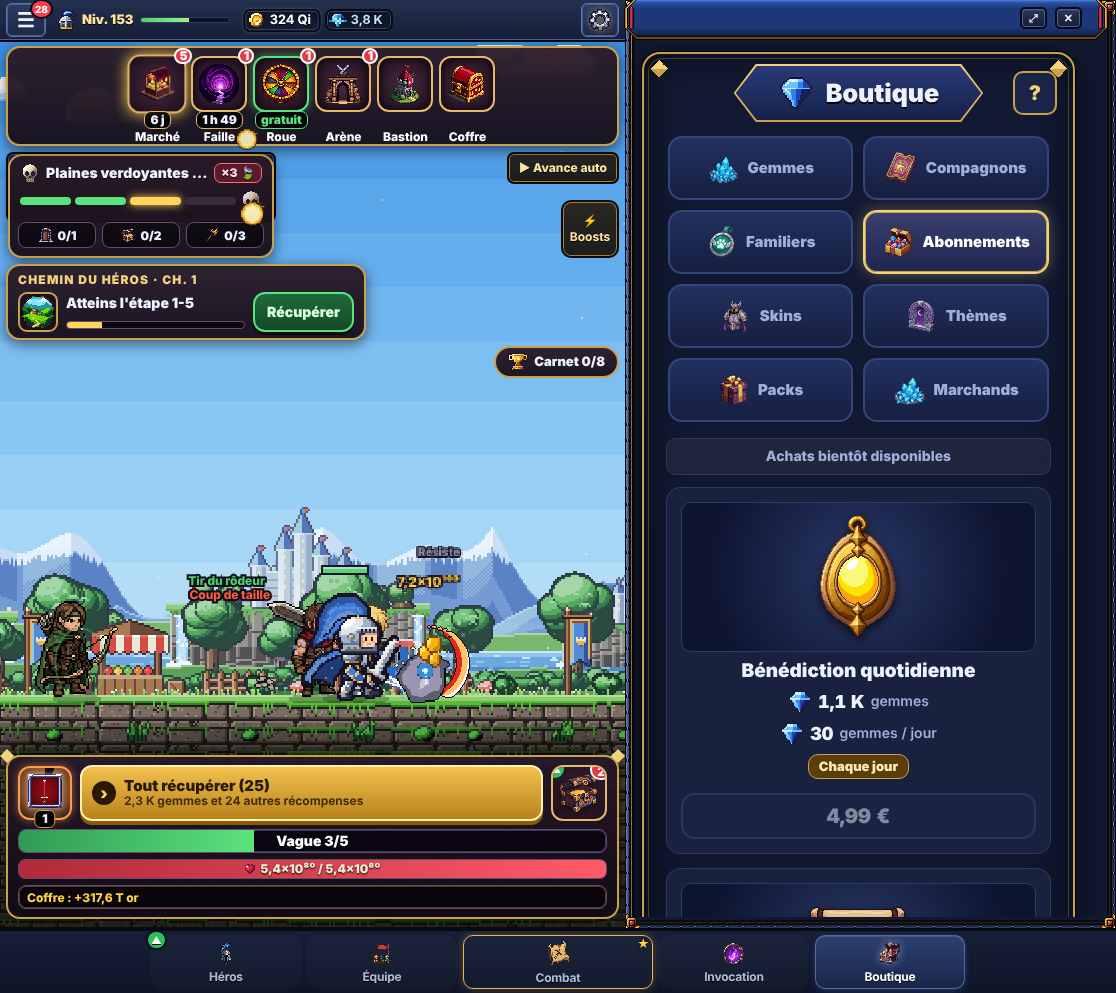 28
Niv. 153
324 Qi
3,8 K
5
1
1
1
6 j
1 h 49
gratuit
Marché
Faille
Roue
Arène
Bastion
Coffre
Plaines verdoyantes ...
×3
0/1
0/2
0/3
▶ Avance auto
Boosts
CHEMIN DU HÉROS · CH. 1
Atteins l'étape 1-5
Récupérer
Carnet 0/8
Résiste
Tir du rôdeur
Coup de taille
1
Tout récupérer (25)
2,3 K gemmes et 24 autres récompenses
Vague 3/5
5,4×10⁸⁰ / 5,4×10⁸⁰
Coffre : +317,6 T or
Boutique
?
Gemmes
Compagnons
Familiers
Abonnements
Skins
Thèmes
Packs
Marchands
Achats bientôt disponibles
Bénédiction quotidienne
1,1 K gemmes
30 gemmes / jour
Chaque jour
4,99 €
Héros
Équipe
Combat
Invocation
Boutique